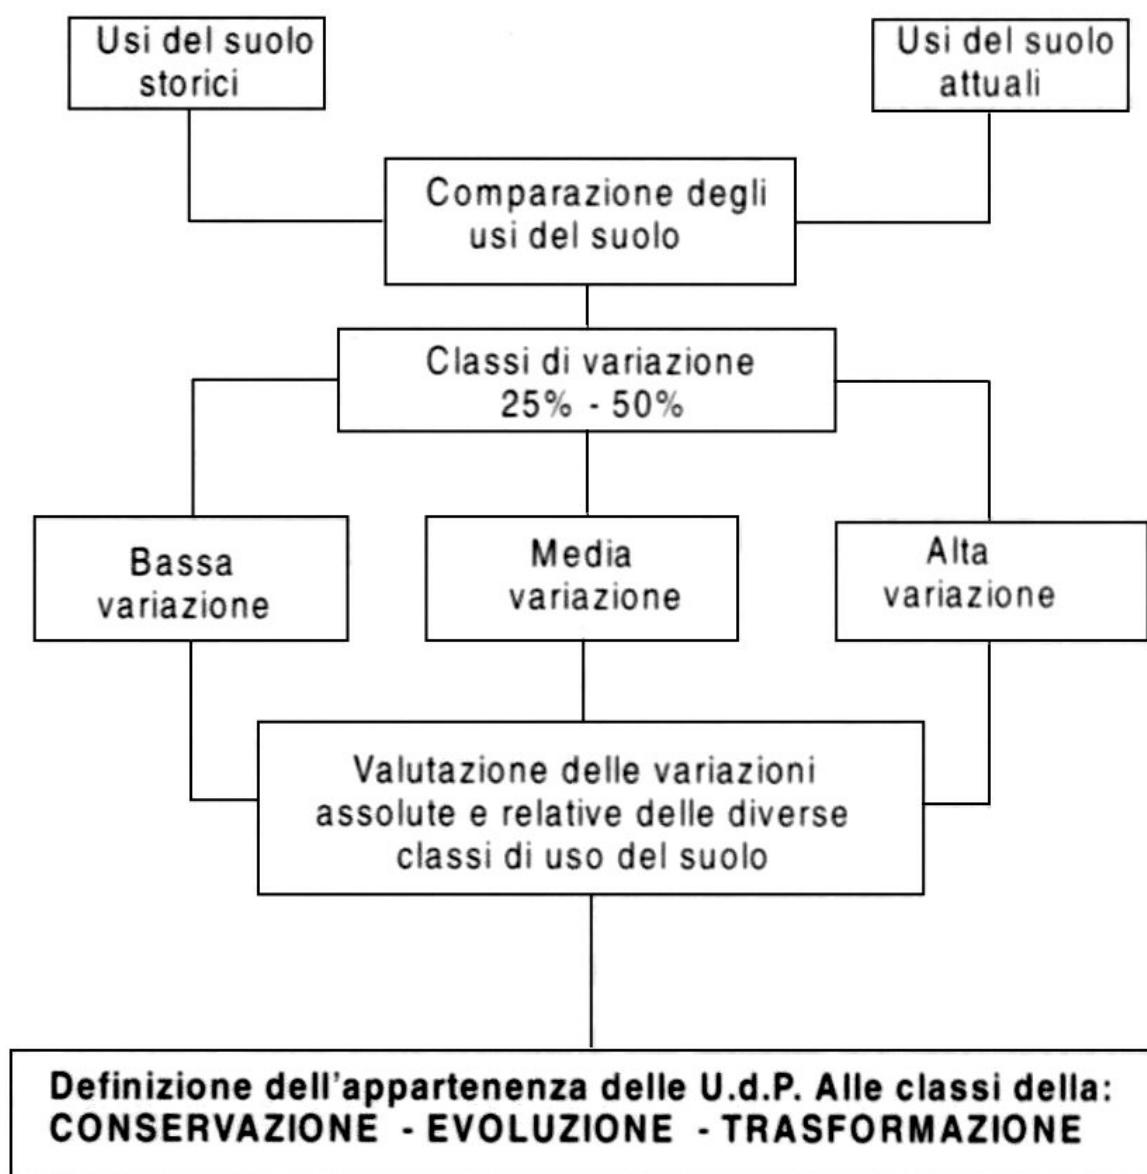 Usi del suolo
storici
Usi del suolo
attuali
Comparazione degli
usi del suolo
Classi di variazione
25% - 50%
Bassa
variazione
Media
variazione
Alta
variazione
Valutazione delle variazioni
assolute e relative delle diverse
classi di uso del suolo
Definizione dell'appartenenza delle U.d.P. Alle classi della:
CONSERVAZIONE - EVOLUZIONE - TRASFORMAZIONE